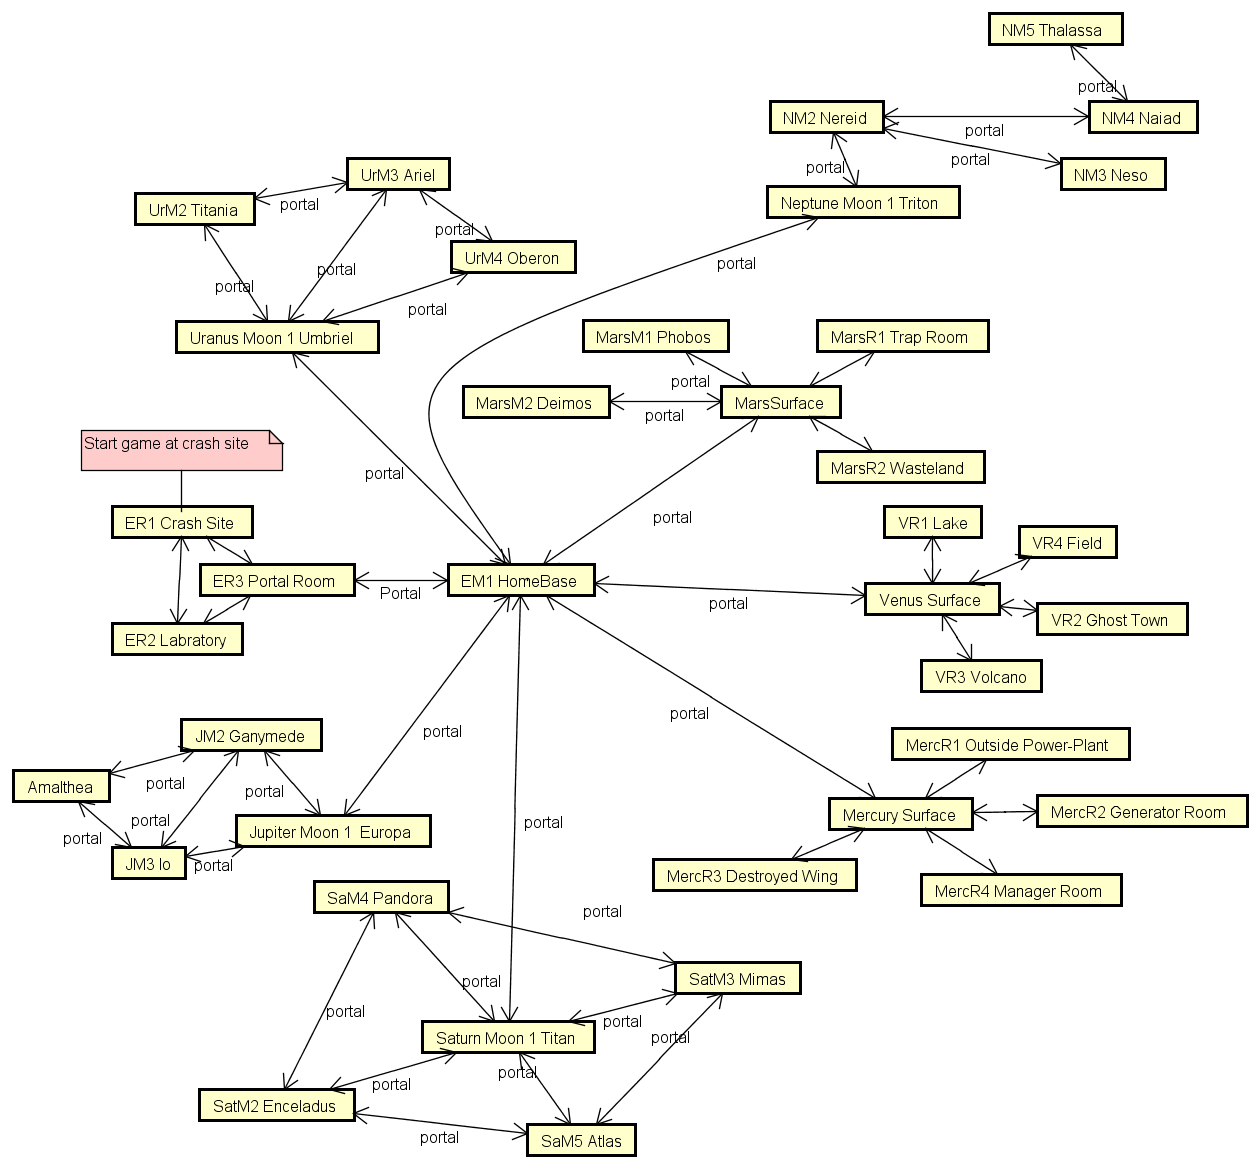 NM5 Thalassa
portal
NM2 Nereid
NM4 Naiad
portal
portal
portal
NM3 Neso
UrM3 Ariel
UrM2 Titania
portal
Neptune Moon 1 Triton
portal
UrM4 Oberon
portal
portal
portal
portal
Uranus Moon 1 Umbriel
MarsM1 Phobos
MarsR1 Trap Room
portal
MarsM2 Deimos
MarsSurface
portal
Start game at crash site
portal
MarsR2 Wasteland
portal
ER1 Crash Site
VR1 Lake
VR4 Field
ER3 Portal Room
Portal
EM1 HomeBase
portal
Venus Surface
VR2 Ghost Town
ER2 Labratory
VR3 Volcano
portal
portal
JM2 Ganymede
MercR1 Outside Power-Plant
Amalthea
portal
portal
portal
portal
portal
Mercury Surface
MercR2 Generator Room
JM3 Io
Jupiter Moon 1  Europa
portal
MercR3 Destroyed Wing
MercR4 Manager Room
SaM4 Pandora
portal
portal
SatM3 Mimas
portal
portal
portal
Saturn Moon 1 Titan
portal
portal
SatM2 Enceladus
portal
SaM5 Atlas